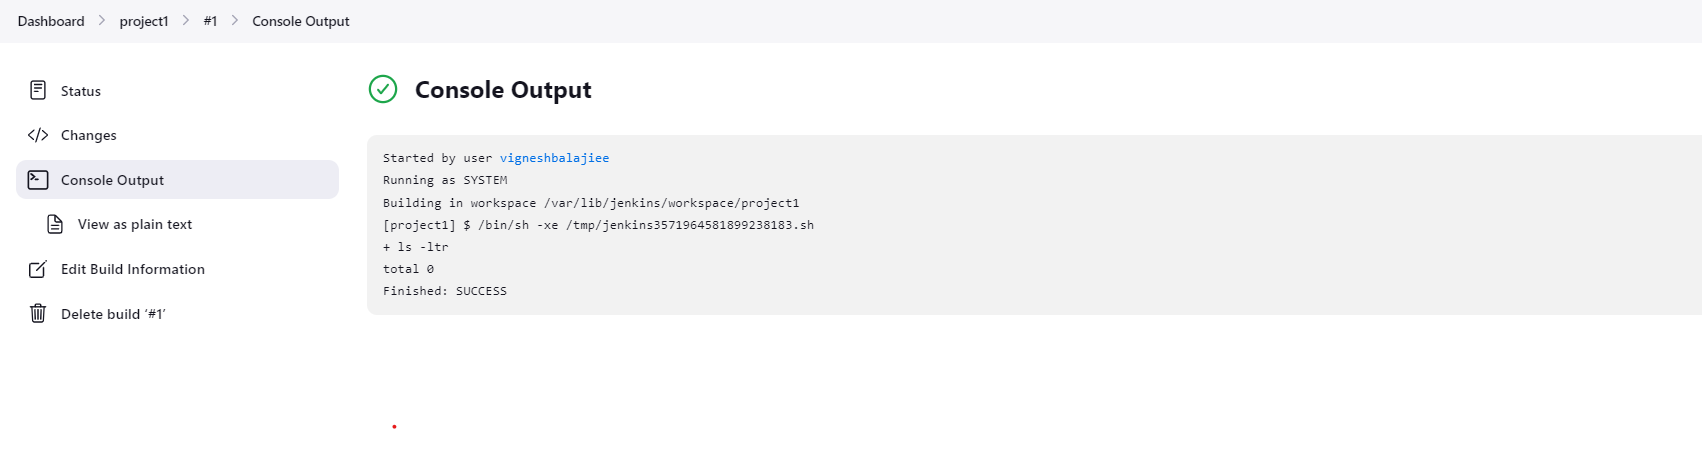 Dashboard > project1 > #1 > Console Output
Status
Changes
Console Output
View as plain text
Edit Build Information
Delete build ‘#1’
Console Output
Started by user vigneshbalajiee
Running as SYSTEM
Building in workspace /var/lib/jenkins/workspace/project1
[project1] $ /bin/sh -xe /tmp/jenkins3571964581899238183.sh
+ ls -ltr
total 0
Finished: SUCCESS